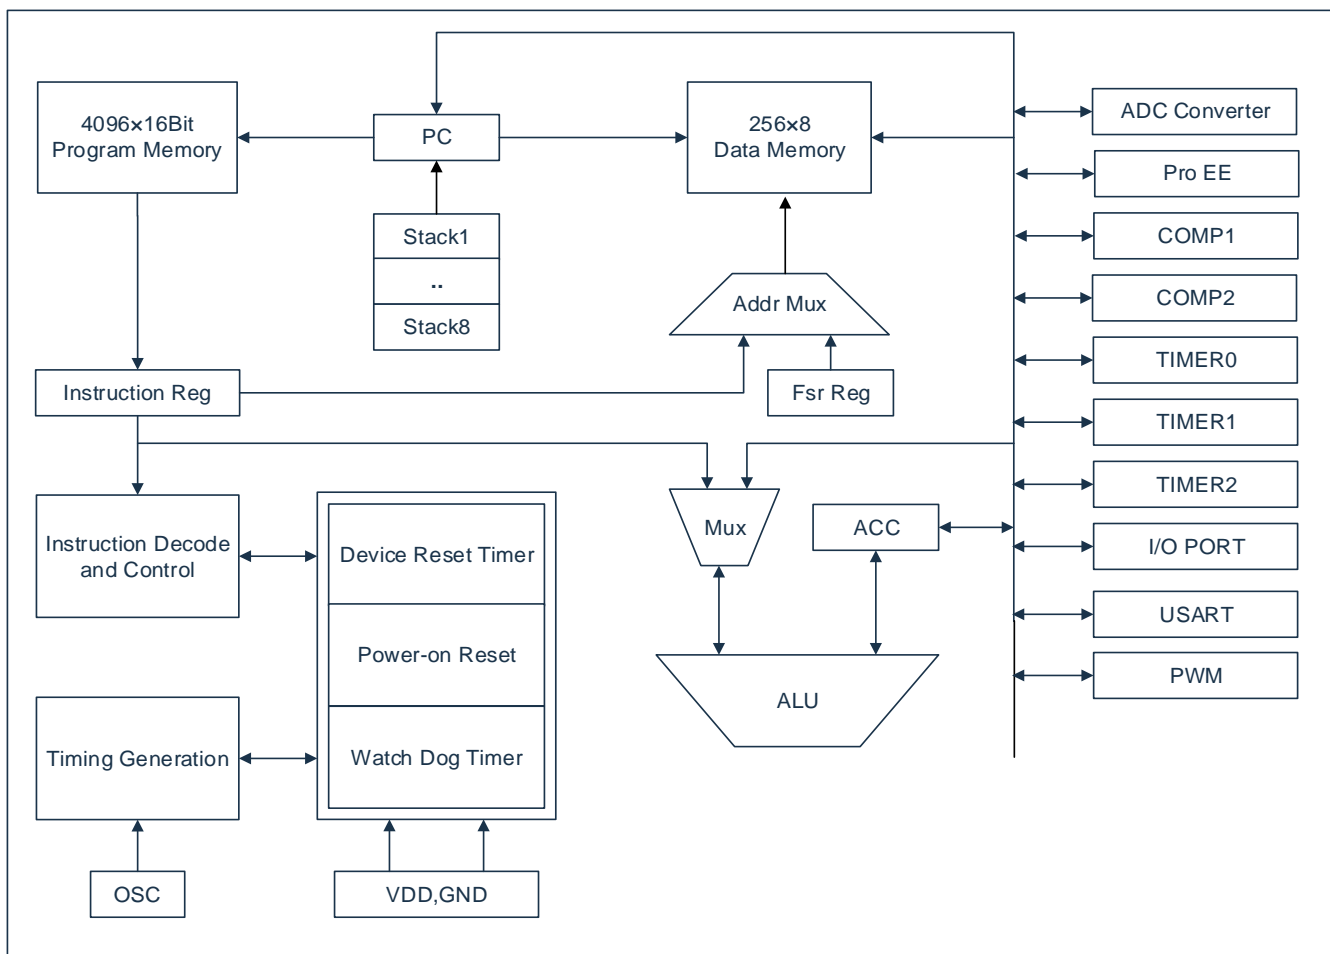 4096×16Bit
Program Memory
PC
256×8
Data Memory
Stack1
..
Stack8
Addr Mux
Instruction Reg
Fsr Reg
Instruction Decode
and Control
Device Reset Timer
Power-on Reset
Watch Dog Timer
Timing Generation
OSC
VDD,GND
Mux
ACC
ALU
ADC Converter
Pro EE
COMP1
COMP2
TIMER0
TIMER1
TIMER2
I/O PORT
USART
PWM